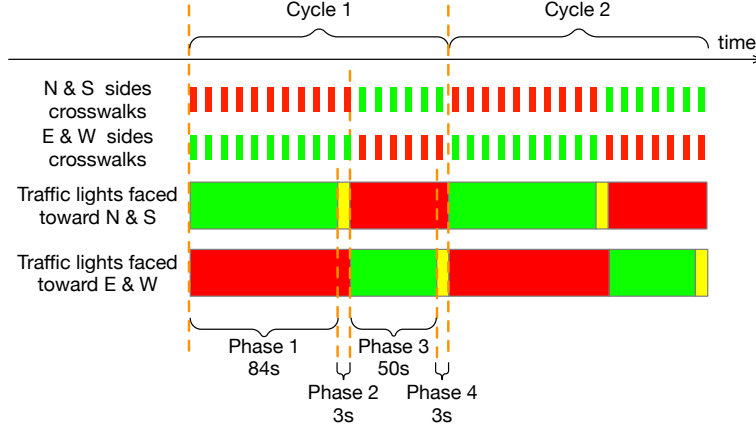 Cycle 1
Cycle 2
time
N & S sides
crosswalks
E & W sides
crosswalks
Traffic lights faced
toward N & S
Traffic lights faced
toward E & W
Phase 1
84s
Phase 3
50s
Phase 2
3s
Phase 4
3s